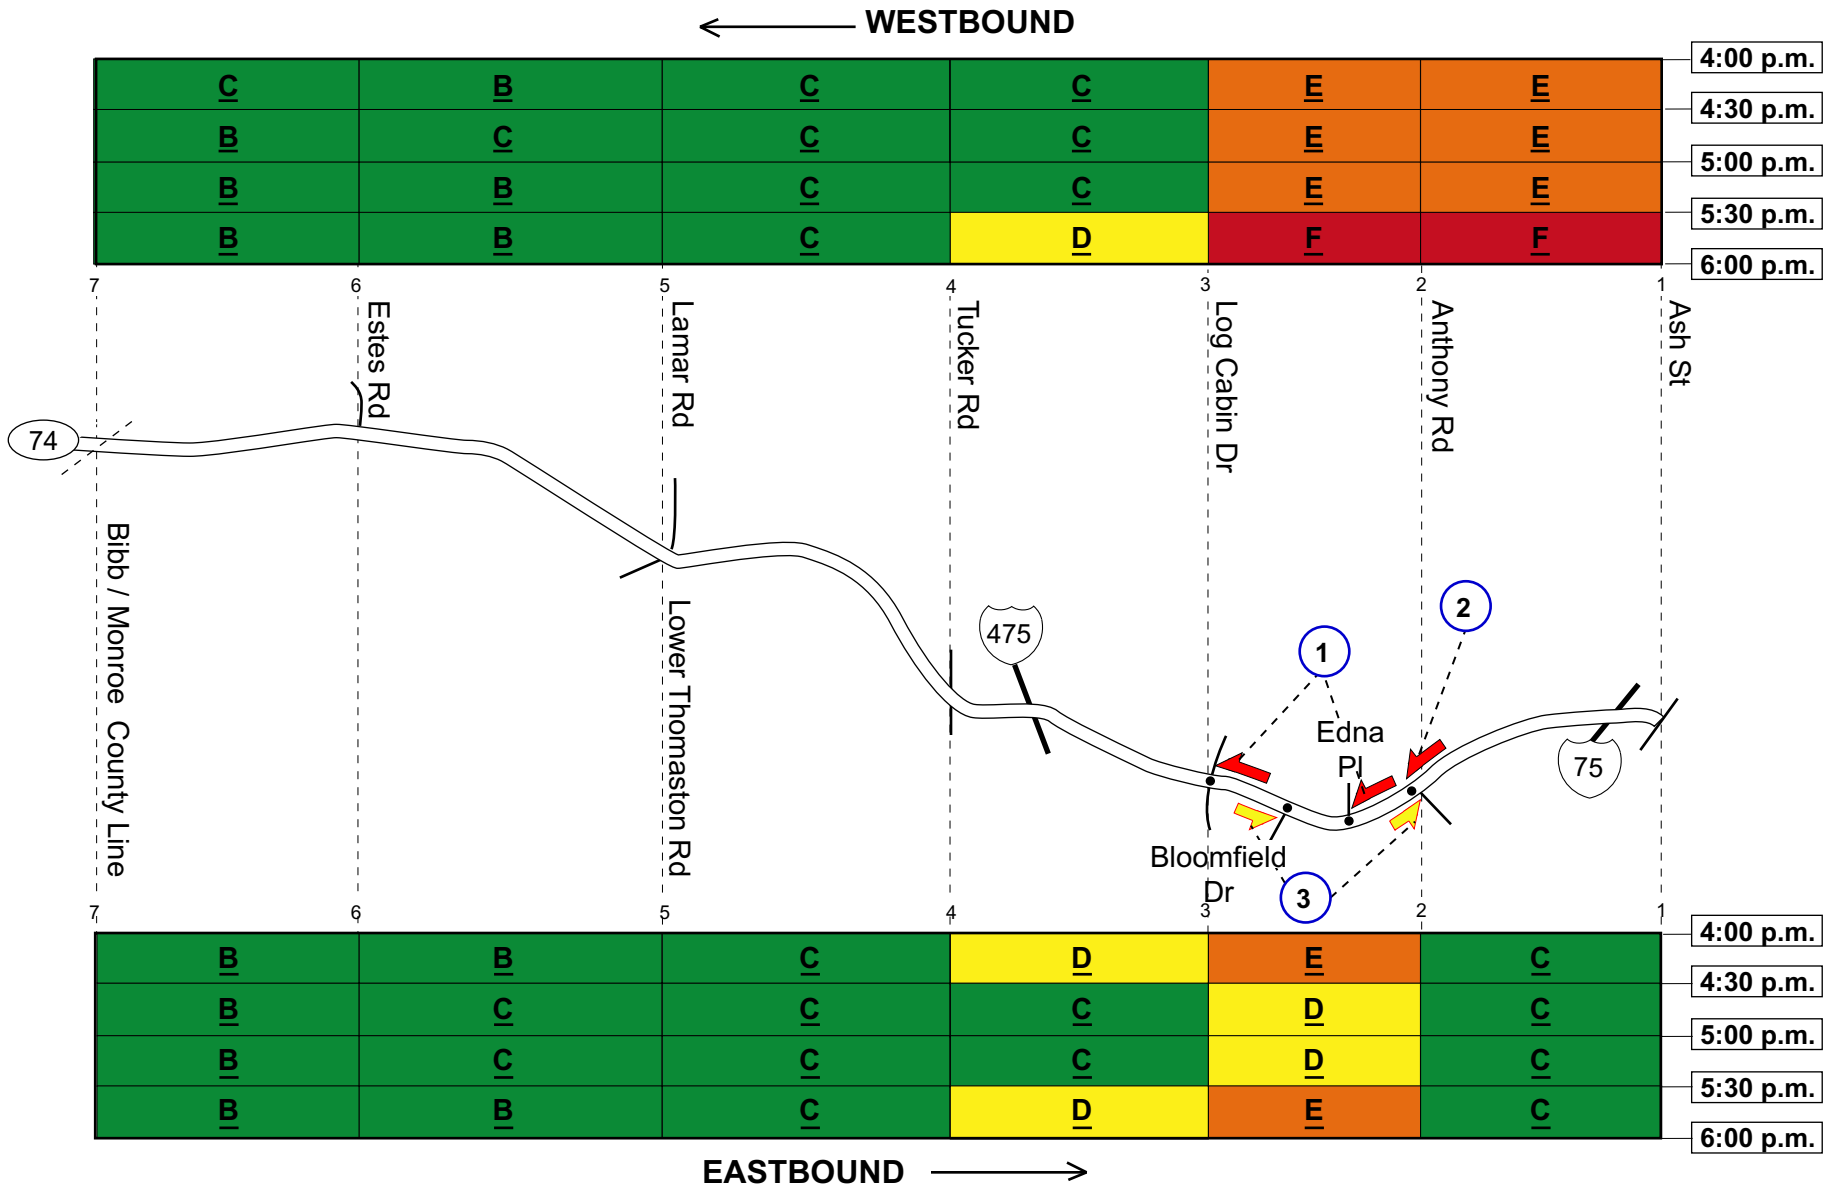 WESTBOUND
4:00 p.m.
C B C C E E
4:30 p.m.
B C C C E E
5:00 p.m.
B B C C E E
5:30 p.m.
B B C D F F
6:00 p.m.
7 6 5 4 3 2 1
Estes Rd
Lamar Rd
Tucker Rd
Log Cabin Dr
Anthony Rd
Ash St
74
Bibb / Monroe County Line
Lower Thomaston Rd
475
2
1
Edna
Pl
75
Bloomfield
Dr
3
7 6 5 4 3 2 1
4:00 p.m.
B B C D E C
4:30 p.m.
B C C C D C
5:00 p.m.
B C C C D C
5:30 p.m.
B B C D E C
6:00 p.m.
EASTBOUND